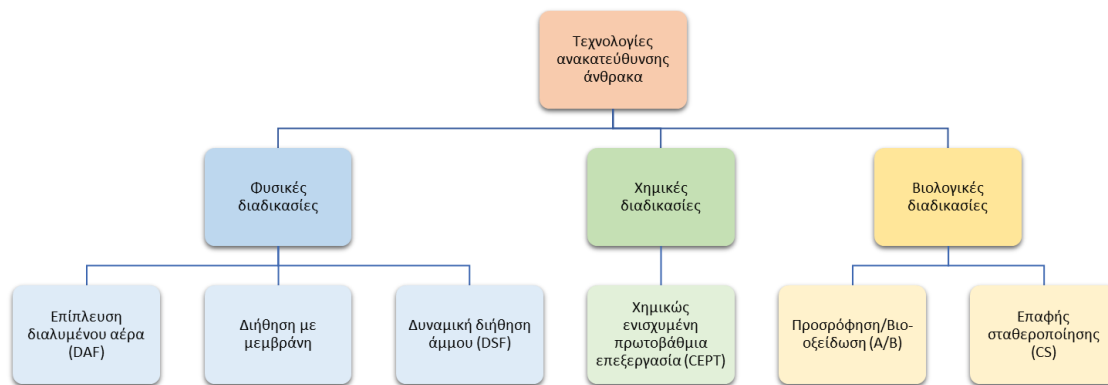 Τεχνολογίες
ανακατεύθυνσης
άνθρακα
Φυσικές
διαδικασίες
Χημικές
διαδικασίες
Βιολογικές
διαδικασίες
Επίπλευση
διαλυμένου αέρα
(DAF)
Διήθηση με
μεμβράνη
Δυναμική διήθηση
άμμου (DSF)
Χημικώς
ενισχυμένη
πρωτοβάθμια
επεξεργασία (CEPT)
Προσρόφηση/Βιο-
οξείδωση (A/B)
Επαφής
σταθεροποίησης
(CS)